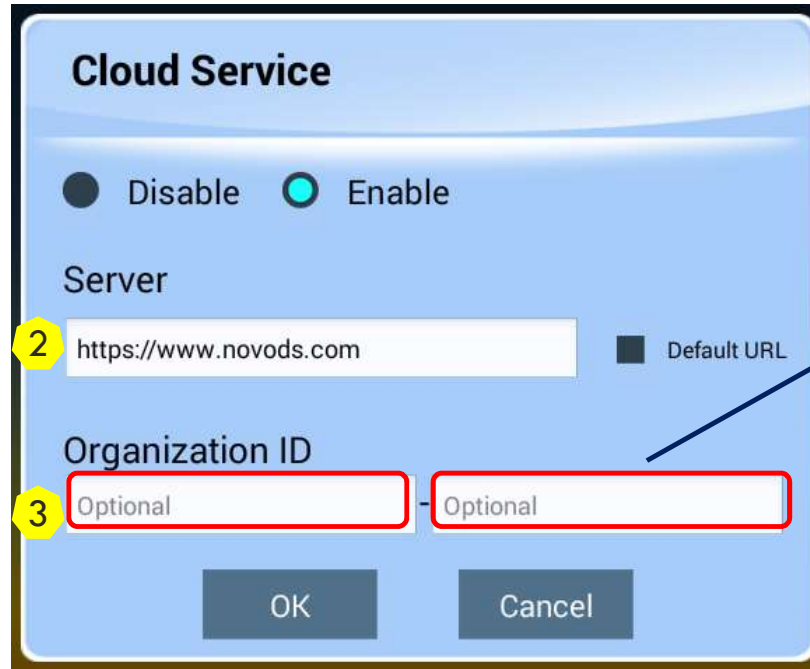 Cloud Service
Disable Enable
Server
2 https://www.novods.com Default URL
Organization ID
3 Optional - Optional
OK Cancel